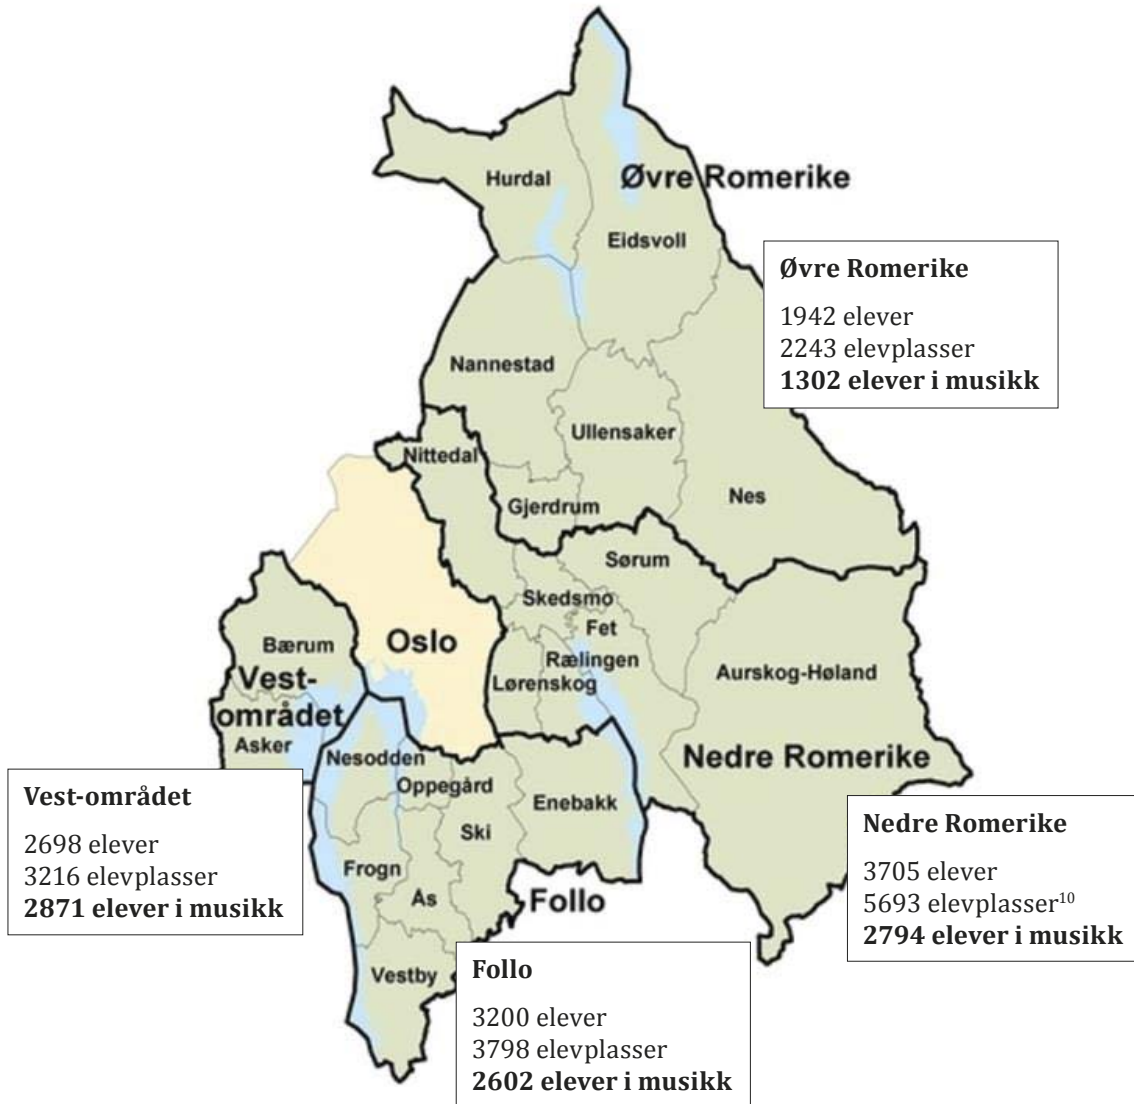 Hurdal
Øvre Romerike
Eidsvoll
Øvre Romerike
1942 elever
2243 elevplasser
1302 elever i musikk
Nannestad
Ullensaker
Nittedal
Nes
Gjerdrum
Sørum
Skedsmo
Fet
Bærum
Oslo
Rælingen
Lørenskog
Aurskog-Høland
Vest-
området
Asker
Nesodden
Nedre Romerike
Oppegård
Enebakk
Ski
Vest-området
2698 elever
3216 elevplasser
2871 elever i musikk
Frogn
Ås
Follo
Nedre Romerike
3705 elever
5693 elevplasser¹⁰
2794 elever i musikk
Vestby
Follo
3200 elever
3798 elevplasser
2602 elever i musikk